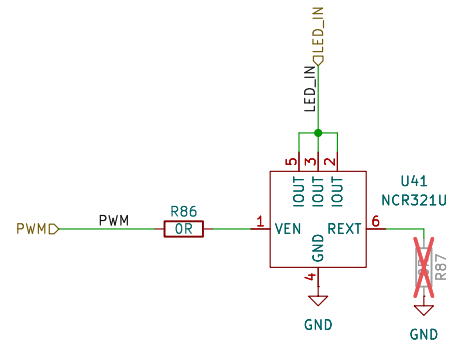 LED_IN
LED_IN
5
3
2
IOUT
IOUT
IOUT
U41
NCR321U
R86
0R
PWM
PWM
1
VEN
REXT
6
GND
4
R87
GND
GND